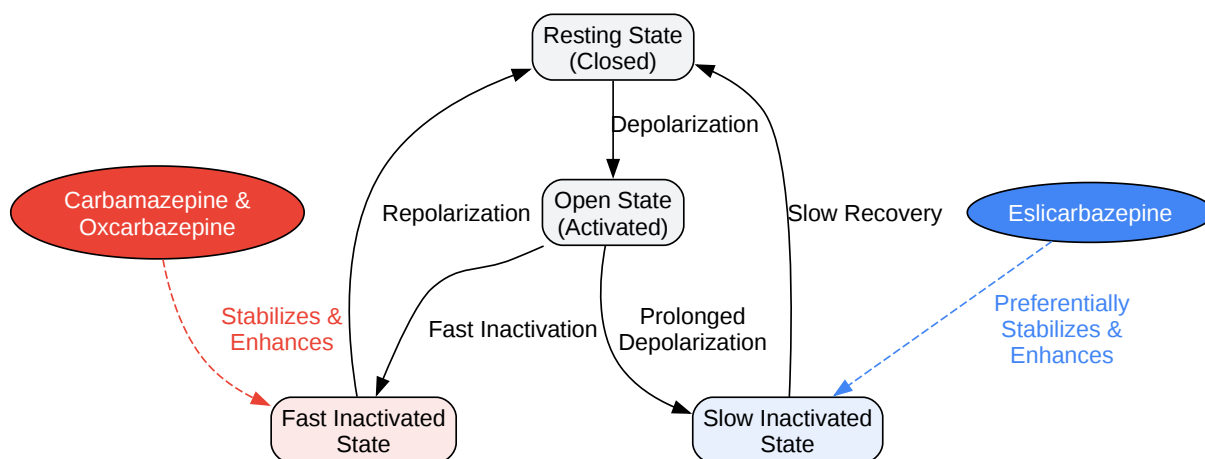 Resting State
(Closed)
Depolarization
Carbamazepine &
Oxcarbazepine
Repolarization
Open State
(Activated)
Slow Recovery
Eslicarbazepine
Stabilizes &
Enhances
Fast Inactivation
Prolonged
Depolarization
Preferentially
Stabilizes &
Enhances
Fast Inactivated
State
Slow Inactivated
State